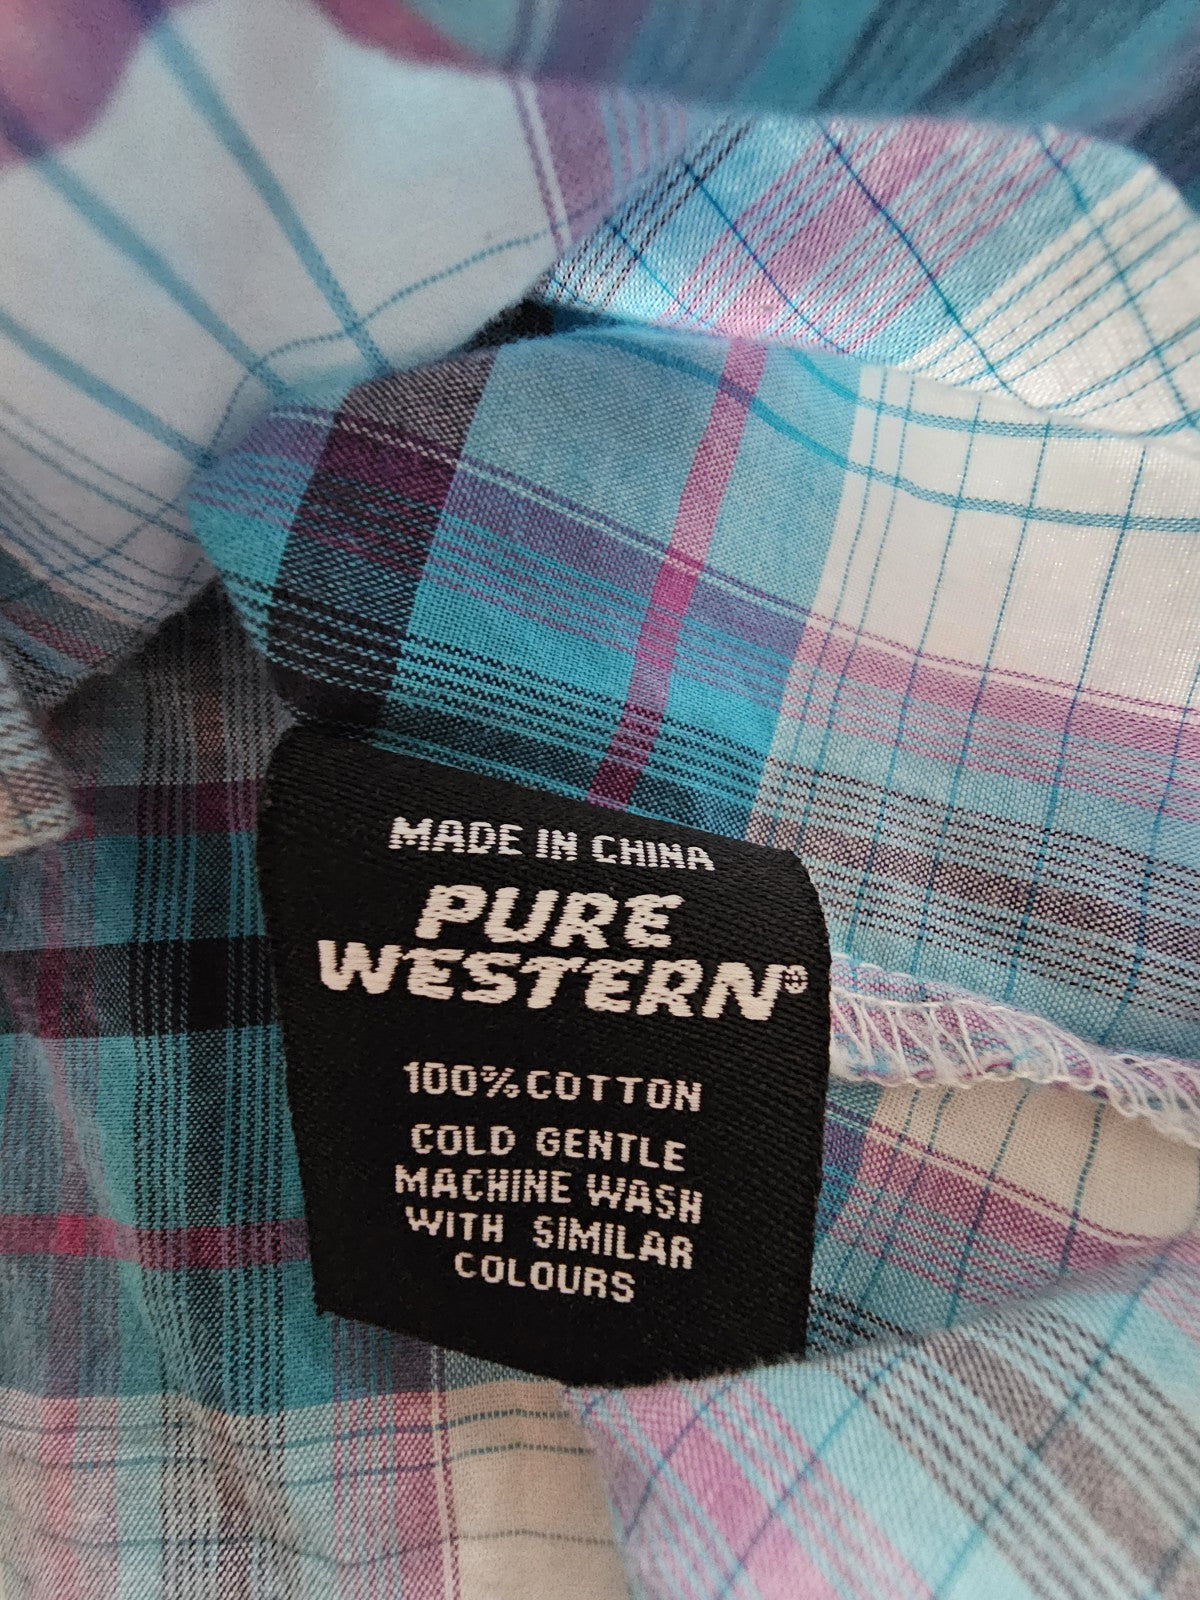 MADE IN CHINA
PURE
WESTERN®
100% COTTON
COLD GENTLE
MACHINE WASH
WITH SIMILAR
COLOURS